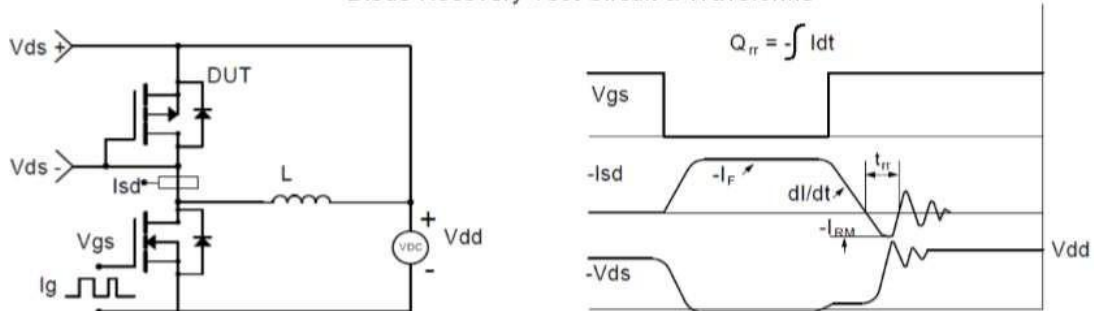 Diode Recovery Test Circuit & Waveforms
Vds +
DUT
Vds -
Isd
L
Vgs
Ig
+
VDC
-
Vdd
Qrr = -∫ Idt
Vgs
-Isd
-IF
dI/dt
trr
-IRM
Vdd
-Vds